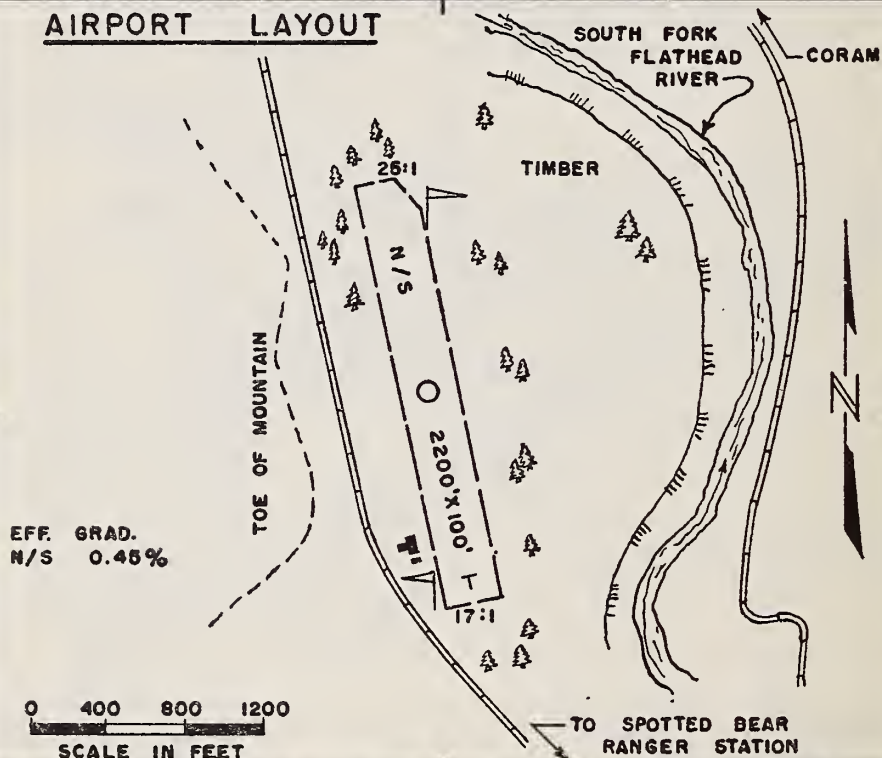 AIRPORT LAYOUT
SOUTH FORK
FLATHEAD
RIVER
CORAM
25:1
TIMBER
N/S
TOE OF MOUNTAIN
2200'X100'
N
EFF. GRAD.
N/S 0.45%
T
17:1
0 400 800 1200
SCALE IN FEET
TO SPOTTED BEAR
RANGER STATION